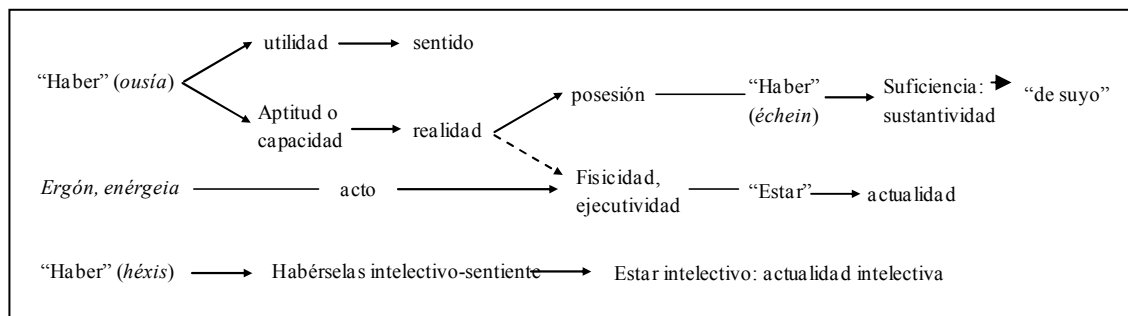 utilidad sentido
“Haber” (ousía)
“Haber” Suficiencia:
posesión “de suyo”
Aptitud o (échein) sustantividad
capacidad realidad
Fisicidad,
Ergón, enérgeia acto “Estar” actualidad
ejecutividad
“Haber” (héxis) Habérselas intelectivo-sentiente Estar intelectivo: actualidad intelectiva